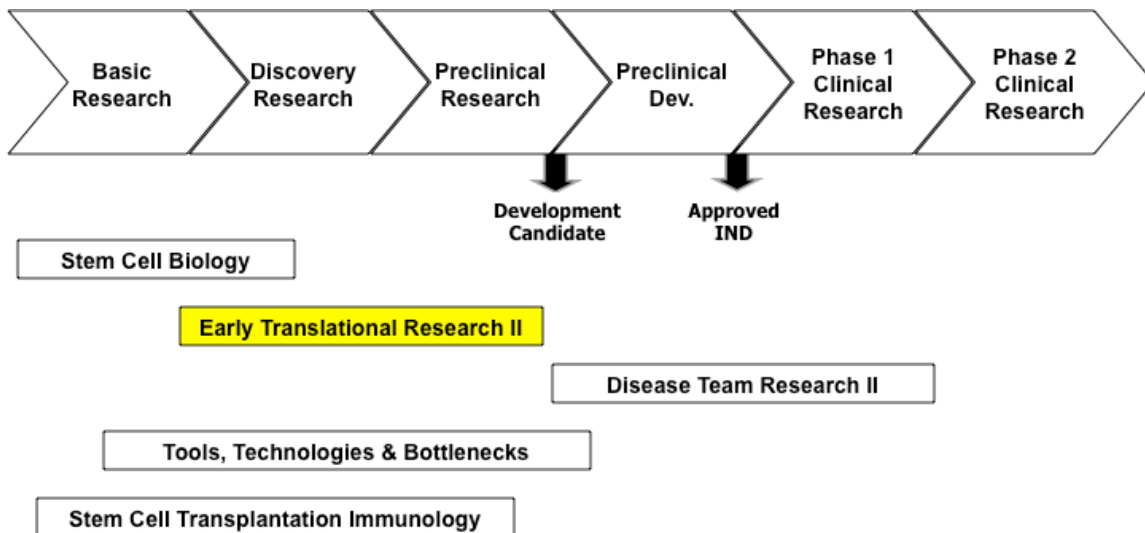 Basic
Research
Discovery
Research
Preclinical
Research
Preclinical
Dev.
Phase 1
Clinical
Research
Phase 2
Clinical
Research
Development
Candidate
Approved
IND
Stem Cell Biology
Early Translational Research II
Disease Team Research II
Tools, Technologies & Bottlenecks
Stem Cell Transplantation Immunology